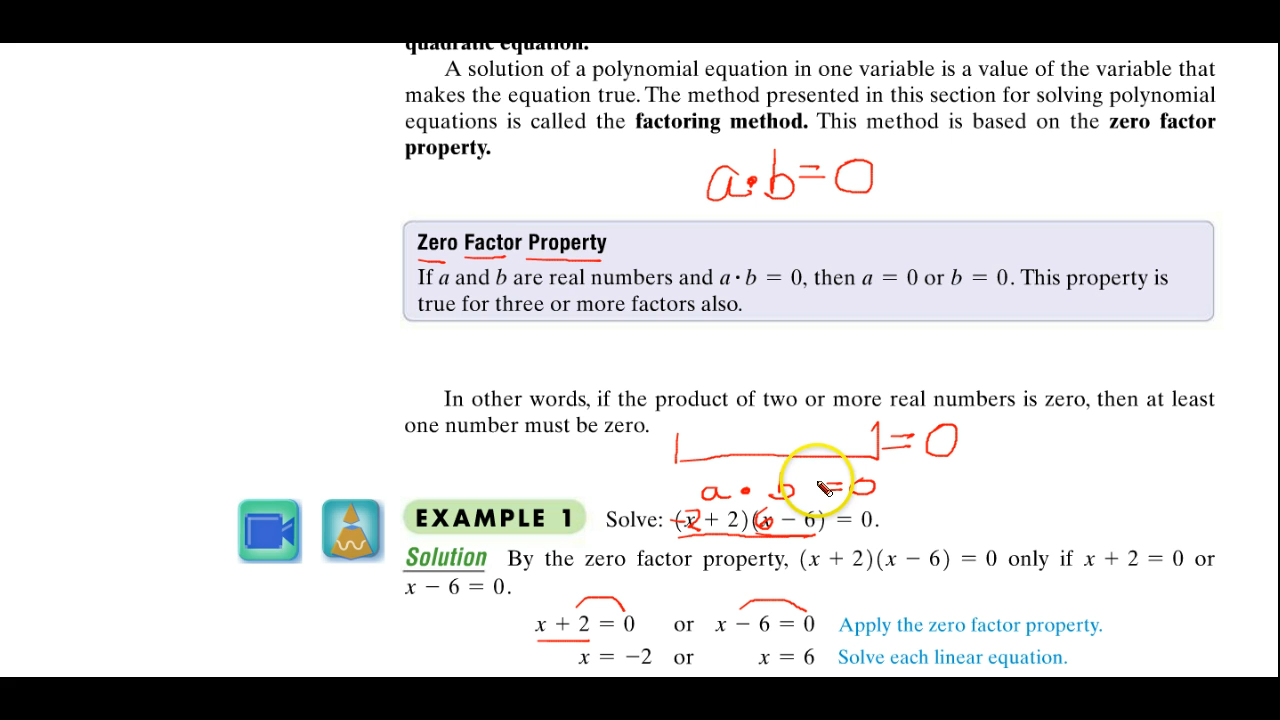 quadratic equation.
A solution of a polynomial equation in one variable is a value of the variable that
makes the equation true. The method presented in this section for solving polynomial
equations is called the factoring method. This method is based on the zero factor
property.
a·b=0
Zero Factor Property
If a and b are real numbers and a · b = 0, then a = 0 or b = 0. This property is
true for three or more factors also.
In other words, if the product of two or more real numbers is zero, then at least
one number must be zero.
=0
a · b =0
EXAMPLE 1 Solve: (x + 2)(x − 6) = 0.
-2 6
Solution By the zero factor property, (x + 2)(x − 6) = 0 only if x + 2 = 0 or
x − 6 = 0.
x + 2 = 0 or x − 6 = 0 Apply the zero factor property.
x = −2 or x = 6 Solve each linear equation.